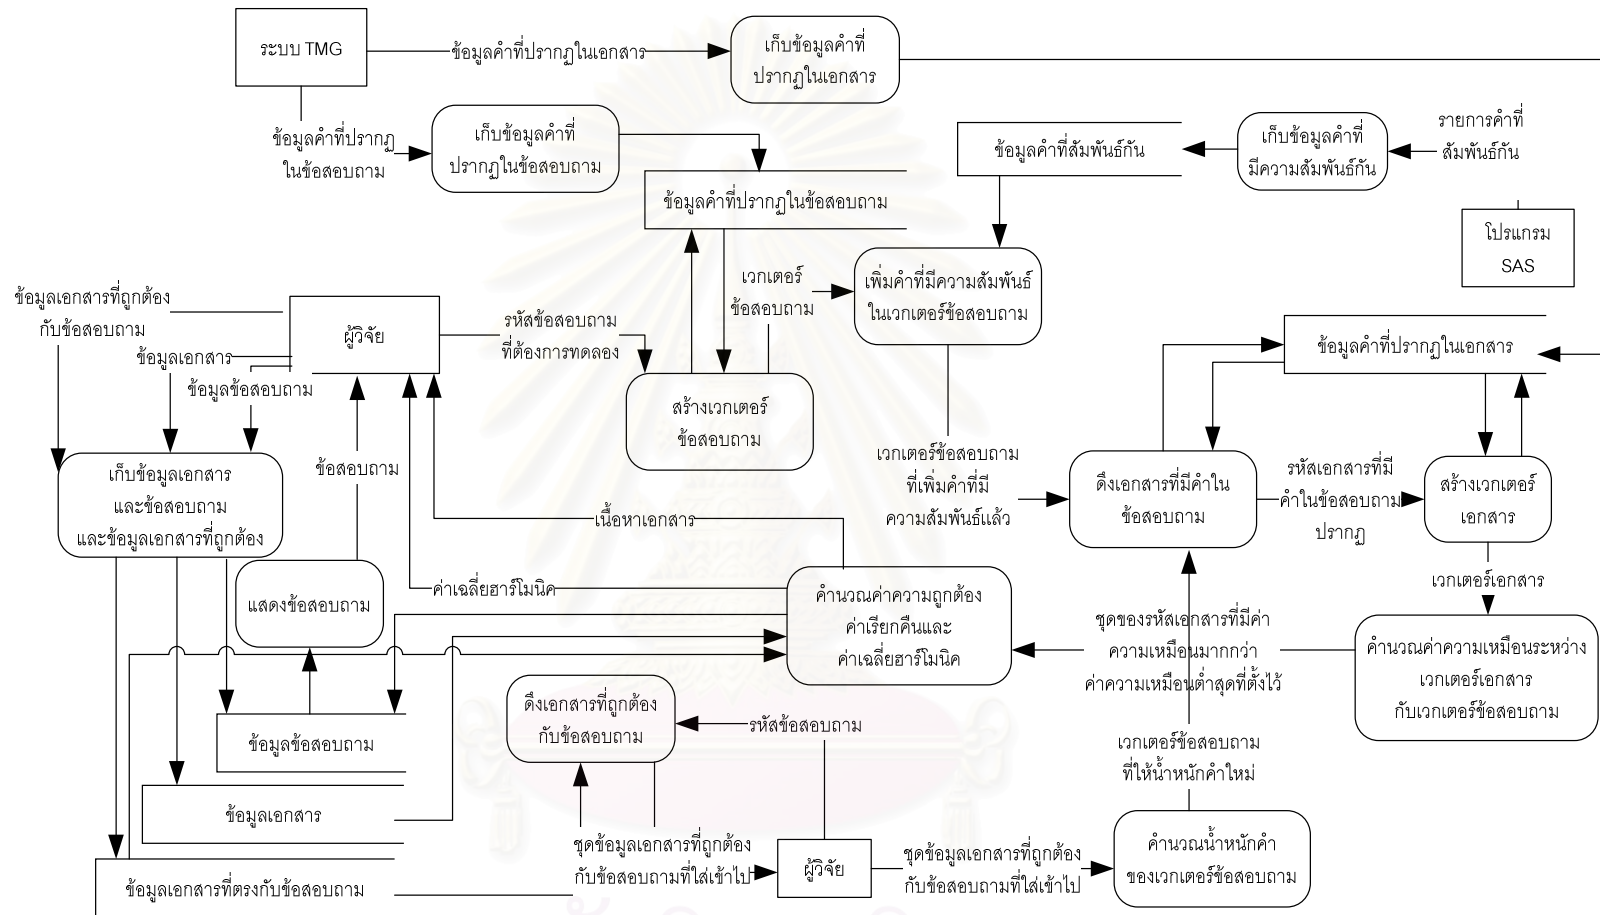 ระบบ TMG
ข้อมูลคำที่ปรากฏในเอกสาร
เก็บข้อมูลคำที่
ปรากฏในเอกสาร
ข้อมูลคำที่ปรากฏ
ในข้อสอบถาม
เก็บข้อมูลคำที่
ปรากฏในข้อสอบถาม
ข้อมูลคำที่สัมพันธ์กัน
เก็บข้อมูลคำที่
มีความสัมพันธ์กัน
รายการคำที่
สัมพันธ์กัน
ข้อมูลคำที่ปรากฏในข้อสอบถาม
โปรแกรม
SAS
เวกเตอร์
ข้อสอบถาม
เพิ่มคำที่มีความสัมพันธ์
ในเวกเตอร์ข้อสอบถาม
ข้อมูลเอกสารที่ถูกต้อง
กับข้อสอบถาม
ผู้วิจัย
รหัสข้อสอบถาม
ที่ต้องการทดลอง
ข้อมูลคำที่ปรากฏในเอกสาร
ข้อมูลเอกสาร
ข้อมูลข้อสอบถาม
สร้างเวกเตอร์
ข้อสอบถาม
เก็บข้อมูลเอกสาร
และข้อสอบถาม
และข้อมูลเอกสารที่ถูกต้อง
ข้อสอบถาม
เวกเตอร์ข้อสอบถาม
ที่เพิ่มคำที่มี
ความสัมพันธ์แล้ว
ดึงเอกสารที่มีคำใน
ข้อสอบถาม
รหัสเอกสารที่มี
คำในข้อสอบถาม
ปรากฏ
สร้างเวกเตอร์
เอกสาร
เนื้อหาเอกสาร
ค่าเฉลี่ยฮาร์โมนิค
แสดงข้อสอบถาม
คำนวณค่าความถูกต้อง
ค่าเรียกคืนและ
ค่าเฉลี่ยฮาร์โมนิค
เวกเตอร์เอกสาร
ชุดของรหัสเอกสารที่มีค่า
ความเหมือนมากกว่า
ค่าความเหมือนต่ำสุดที่ตั้งไว้
คำนวณค่าความเหมือนระหว่าง
เวกเตอร์เอกสาร
กับเวกเตอร์ข้อสอบถาม
ดึงเอกสารที่ถูกต้อง
กับข้อสอบถาม
รหัสข้อสอบถาม
ข้อมูลข้อสอบถาม
เวกเตอร์ข้อสอบถาม
ที่ให้น้ำหนักคำใหม่
ข้อมูลเอกสาร
ชุดข้อมูลเอกสารที่ถูกต้อง
กับข้อสอบถามที่ใส่เข้าไป
ผู้วิจัย
ชุดข้อมูลเอกสารที่ถูกต้อง
กับข้อสอบถามที่ใส่เข้าไป
คำนวณน้ำหนักคำ
ของเวกเตอร์ข้อสอบถาม
ข้อมูลเอกสารที่ตรงกับข้อสอบถาม